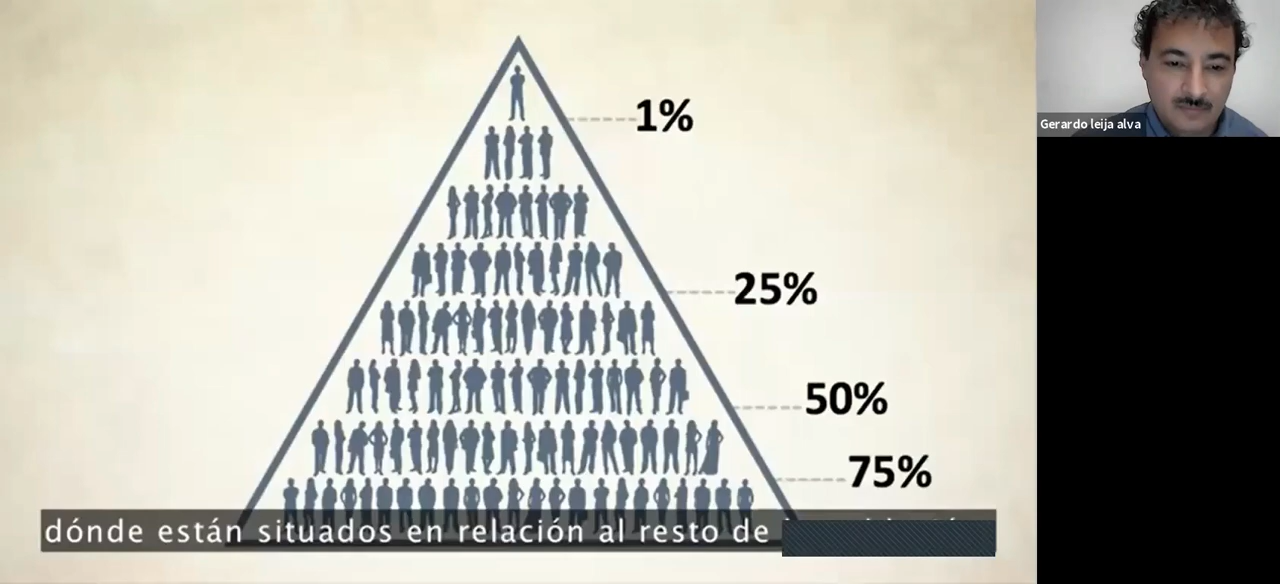 1%
Gerardo leija alva
25%
50%
75%
dónde están situados en relación al resto de